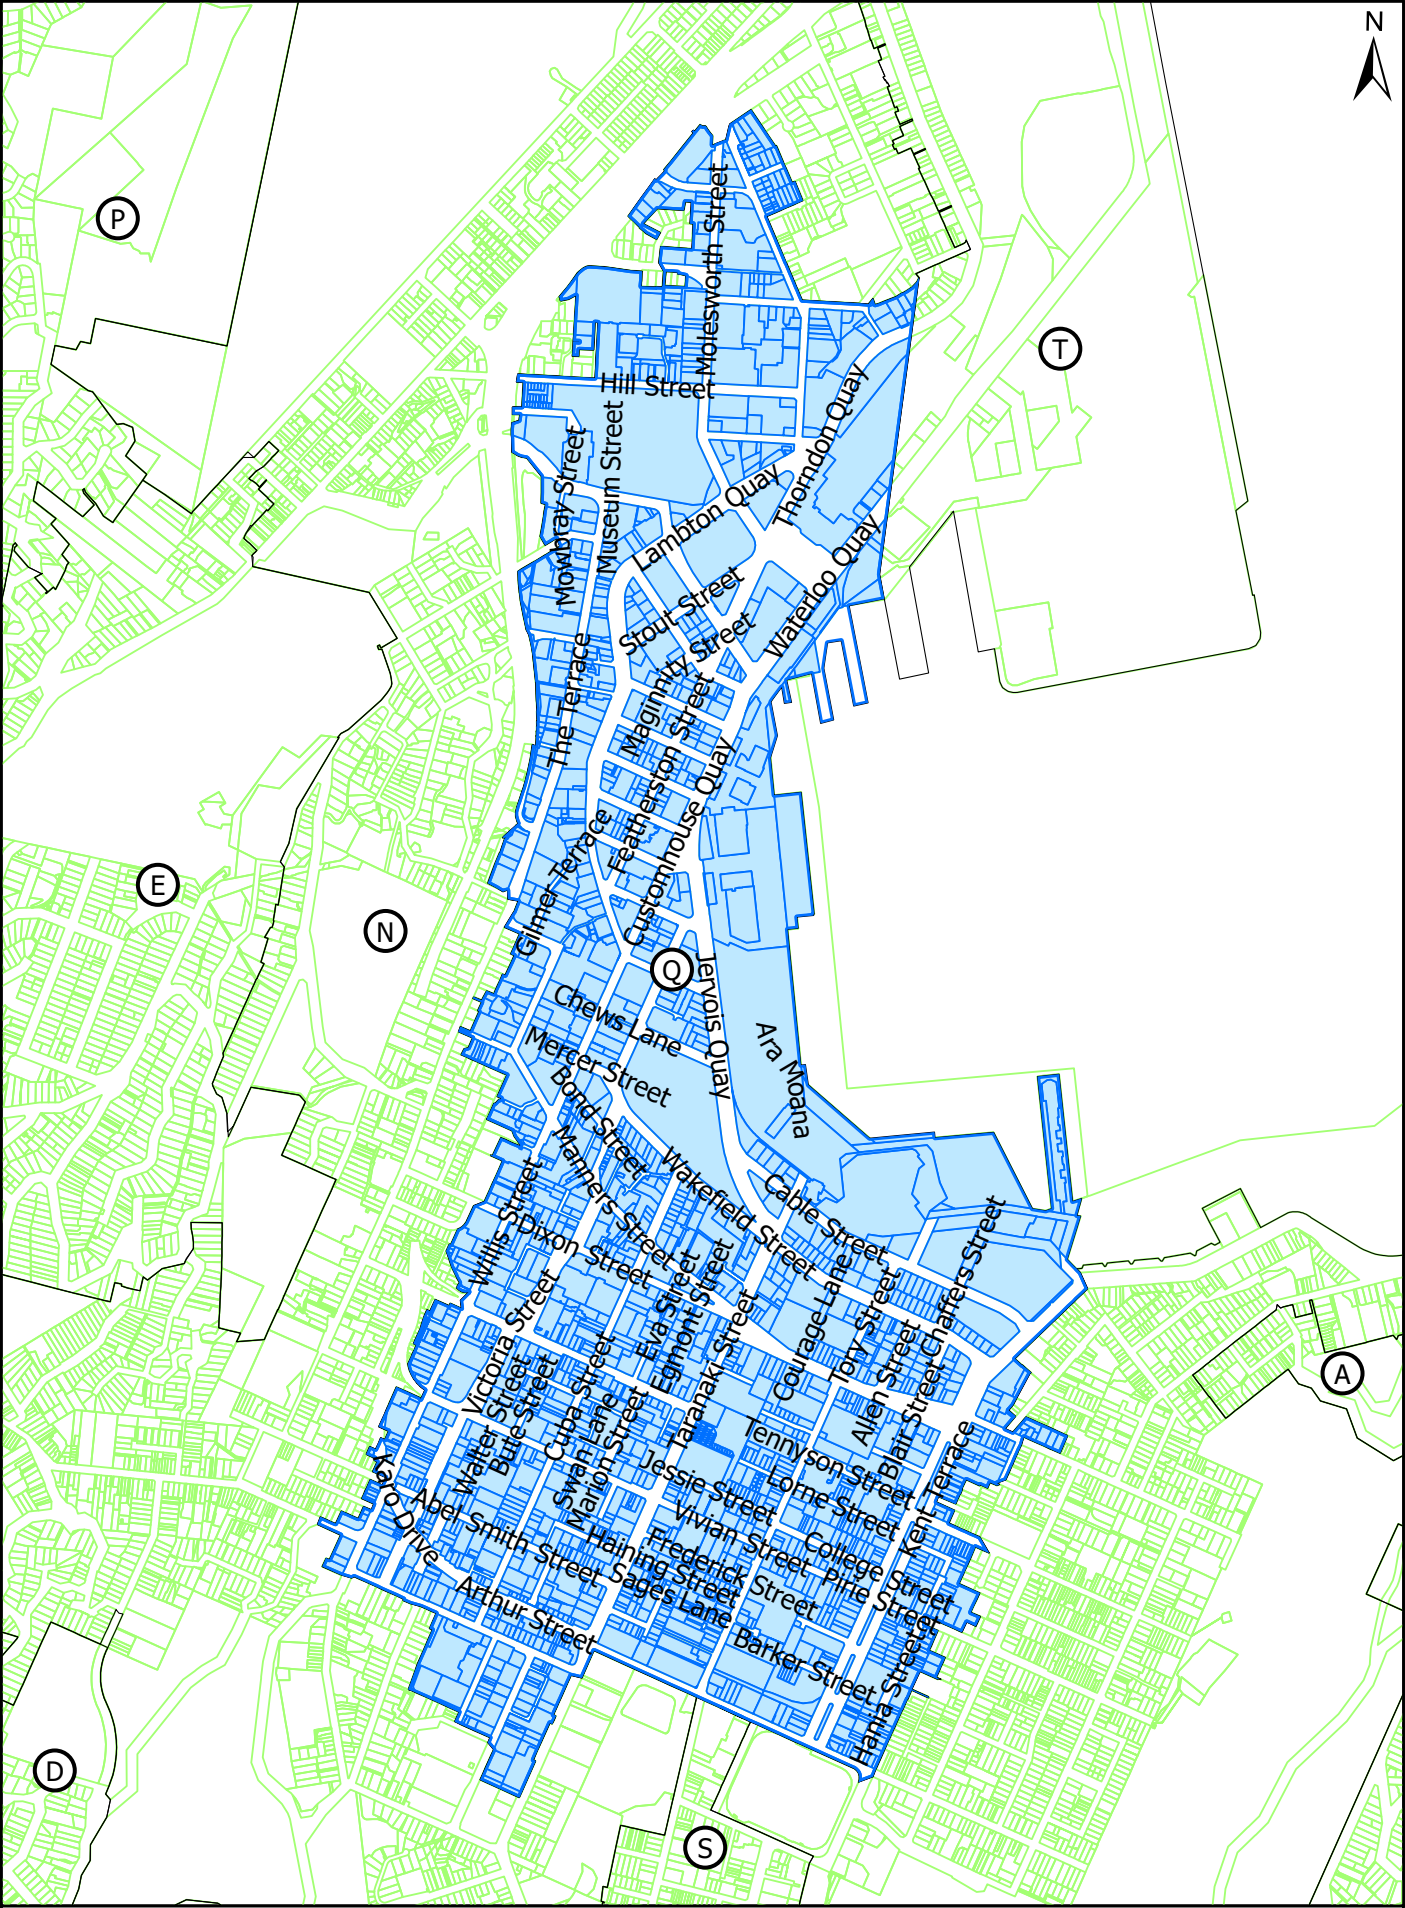 N
P
T
Molesworth Street
Hill Street
Thorndon Quay
Museum Street
Mowbray Street
Lambton Quay
Waterloo Quay
Stout Street
Maginnity Street
The Terrace
Featherston Street
Customhouse Quay
Gilmer Terrace
E
N
Q
Jervois Quay
Chews Lane
Ara Moana
Mercer Street
Bond Street
Manners Street
Wakefield Street
Cable Street
Willis Street
Dixon Street
Chaffers Street
Eva Street
Egmont Street
Courage Lane
Tory Street
Victoria Street
Taranaki Street
Allen Street
Blair Street
A
Walter Street
Bute Street
Cuba Street
Swan Lane
Marion Street
Tennyson Street
Kent Terrace
Jessie Street
Lorne Street
Karo Drive
Abel Smith Street
Vivian Street
College Street
Haining Street
Frederick Street
Pirie Street
Sages Lane
Arthur Street
Barker Street
Hania Street
D
S